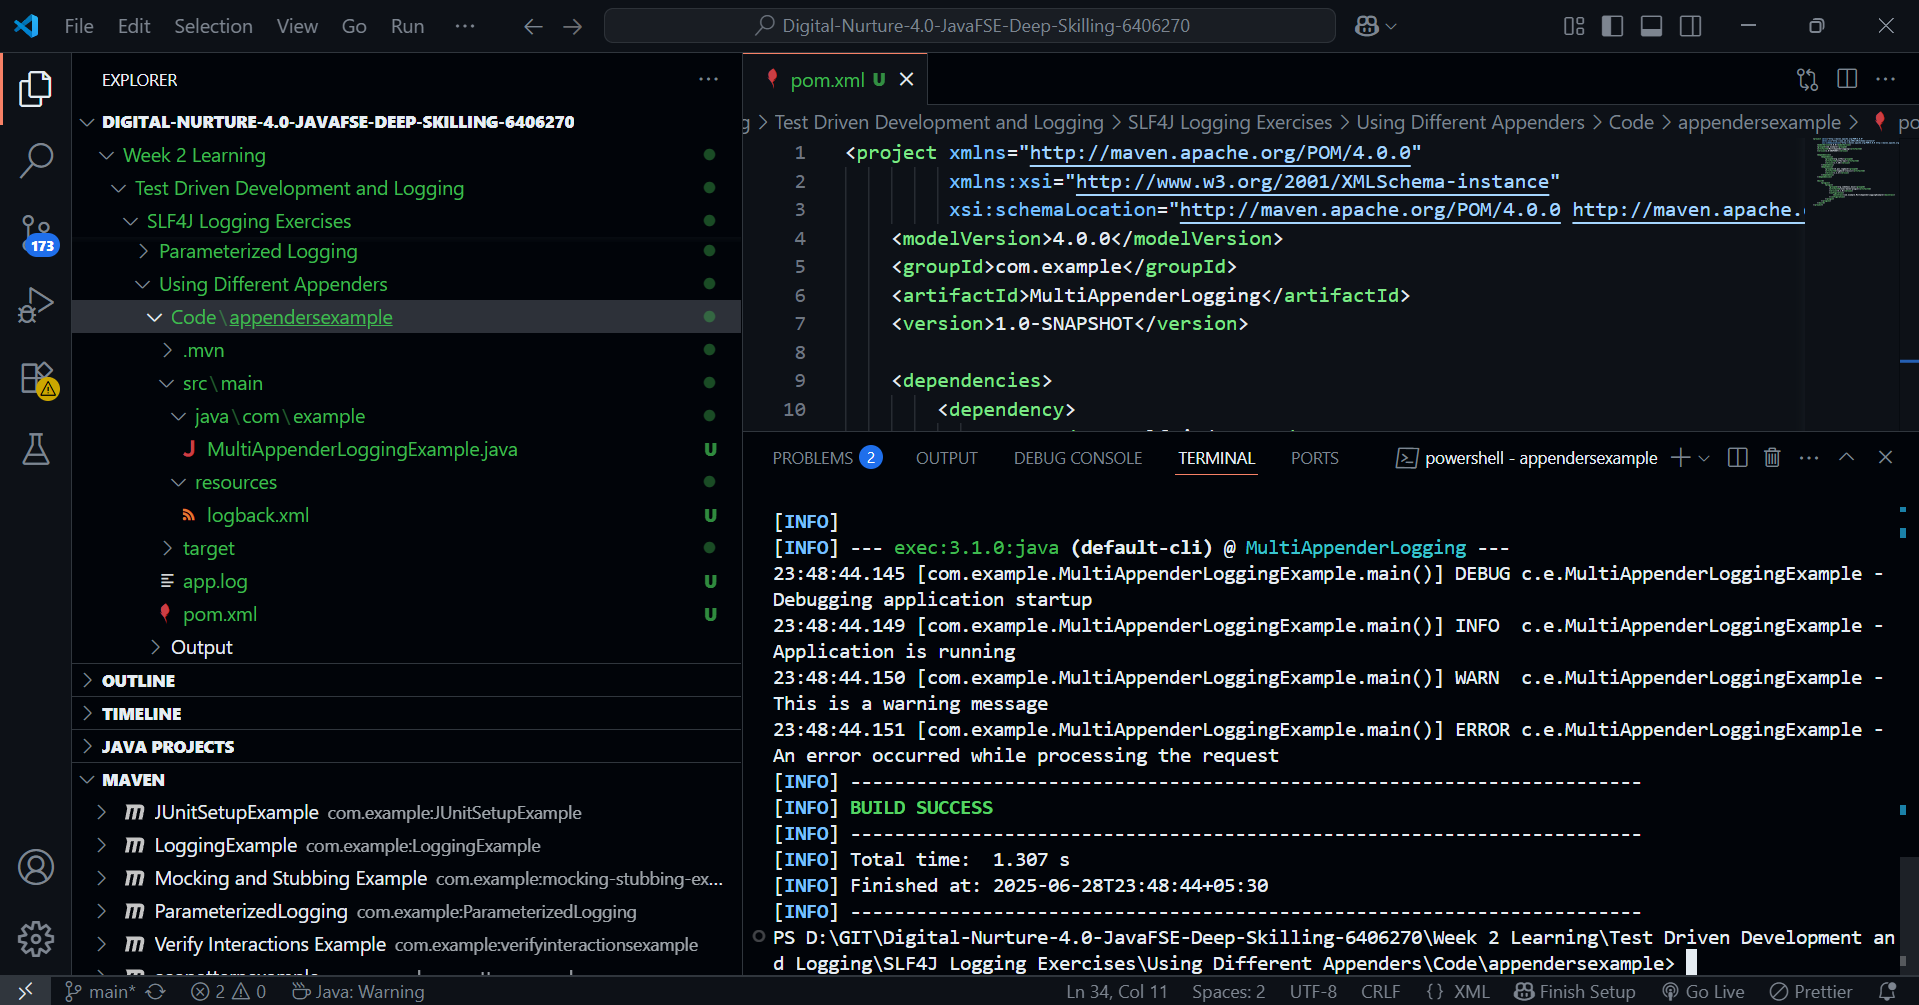 File Edit Selection View Go Run ··· Digital-Nurture-4.0-JavaFSE-Deep-Skilling-6406270
EXPLORER
DIGITAL-NURTURE-4.0-JAVAFSE-DEEP-SKILLING-6406270
Week 2 Learning
Test Driven Development and Logging
SLF4J Logging Exercises
Parameterized Logging
Using Different Appenders
Code\appendersexample
.mvn
src\main
java\com\example
MultiAppenderLoggingExample.java U
resources
logback.xml U
target
app.log U
pom.xml U
Output
OUTLINE
TIMELINE
JAVA PROJECTS
MAVEN
JUnitSetupExample com.example:JUnitSetupExample
LoggingExample com.example:LoggingExample
Mocking and Stubbing Example com.example:mocking-stubbing-ex...
ParameterizedLogging com.example:ParameterizedLogging
Verify Interactions Example com.example:verifyinteractionsexample
173
pom.xml U
g > Test Driven Development and Logging > SLF4J Logging Exercises > Using Different Appenders > Code > appendersexample > po
1 <project xmlns="http://maven.apache.org/POM/4.0.0"
2 xmlns:xsi="http://www.w3.org/2001/XMLSchema-instance"
3 xsi:schemaLocation="http://maven.apache.org/POM/4.0.0 http://maven.apache.
4 <modelVersion>4.0.0</modelVersion>
5 <groupId>com.example</groupId>
6 <artifactId>MultiAppenderLogging</artifactId>
7 <version>1.0-SNAPSHOT</version>
8
9 <dependencies>
10 <dependency>
PROBLEMS 2 OUTPUT DEBUG CONSOLE TERMINAL PORTS powershell - appendersexample
[INFO]
[INFO] --- exec:3.1.0:java (default-cli) @ MultiAppenderLogging ---
23:48:44.145 [com.example.MultiAppenderLoggingExample.main()] DEBUG c.e.MultiAppenderLoggingExample -
Debugging application startup
23:48:44.149 [com.example.MultiAppenderLoggingExample.main()] INFO  c.e.MultiAppenderLoggingExample -
Application is running
23:48:44.150 [com.example.MultiAppenderLoggingExample.main()] WARN  c.e.MultiAppenderLoggingExample -
This is a warning message
23:48:44.151 [com.example.MultiAppenderLoggingExample.main()] ERROR c.e.MultiAppenderLoggingExample -
An error occurred while processing the request
[INFO] ------------------------------------------------------------------------
[INFO] BUILD SUCCESS
[INFO] ------------------------------------------------------------------------
[INFO] Total time:  1.307 s
[INFO] Finished at: 2025-06-28T23:48:44+05:30
[INFO] ------------------------------------------------------------------------
PS D:\GIT\Digital-Nurture-4.0-JavaFSE-Deep-Skilling-6406270\Week 2 Learning\Test Driven Development an
d Logging\SLF4J Logging Exercises\Using Different Appenders\Code\appendersexample>
main* 2 0 Java: Warning Ln 34, Col 11 Spaces: 2 UTF-8 CRLF {} XML Finish Setup Go Live Prettier